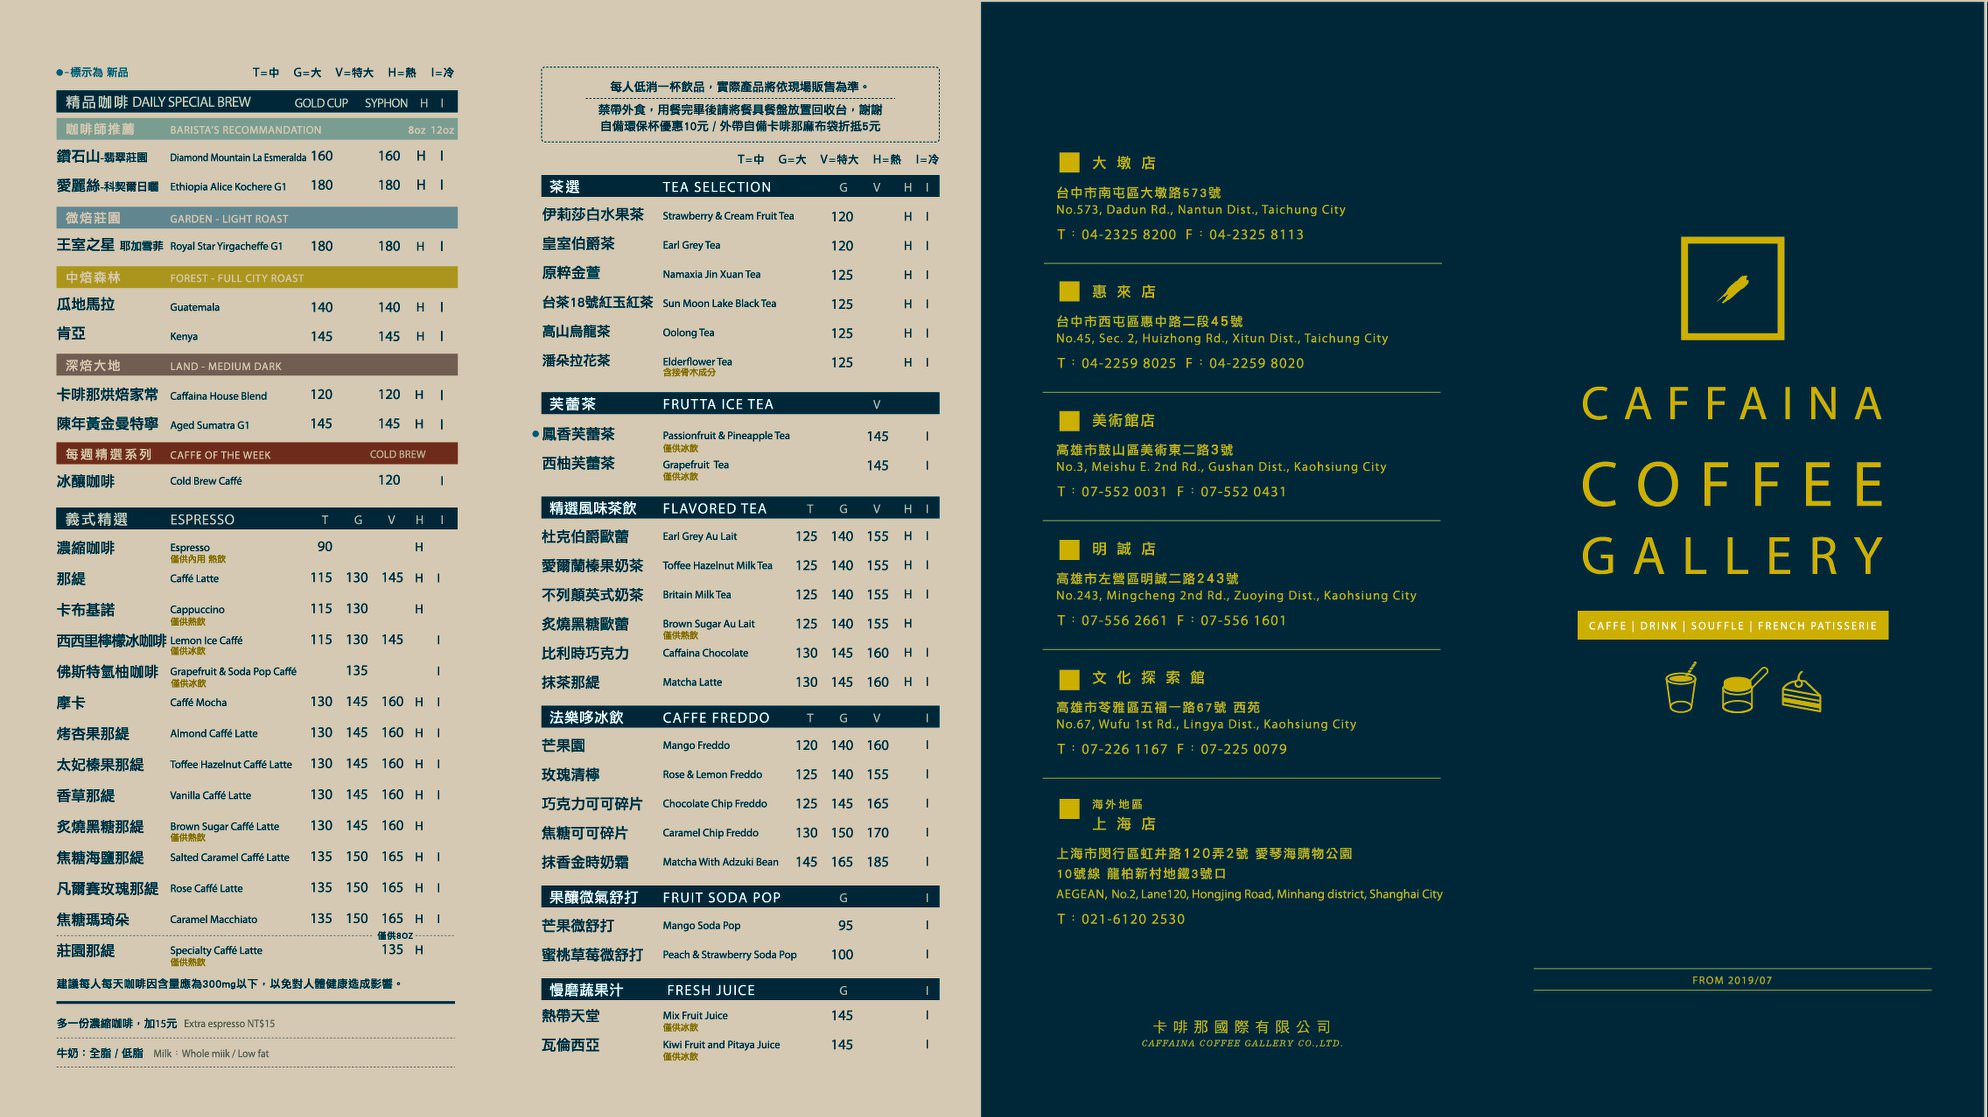 ●-標示為 新品 T=中 G=大 V=特大 H=熱 I=冷
精品咖啡 DAILY SPECIAL BREW GOLD CUP SYPHON H I
咖啡師推薦 BARISTA'S RECOMMANDATION 8oz 12oz
鑽石山-翡翠莊園 Diamond Mountain La Esmeralda 160 160 H I
愛麗絲-科契爾日曬 Ethiopia Alice Kochere G1 180 180 H I
微焙莊園 GARDEN - LIGHT ROAST
王室之星 耶加雪菲 Royal Star Yirgacheffe G1 180 180 H I
中焙森林 FOREST - FULL CITY ROAST
瓜地馬拉 Guatemala 140 140 H I
肯亞 Kenya 145 145 H I
深焙大地 LAND - MEDIUM DARK
卡啡那烘焙家常 Caffaina House Blend 120 120 H I
陳年黃金曼特寧 Aged Sumatra G1 145 145 H I
每週精選系列 CAFFE OF THE WEEK COLD BREW
冰釀咖啡 Cold Brew Caffé 120 I
義式精選 ESPRESSO T G V H I
濃縮咖啡 Espresso 90 H
僅供內用 熱飲
那緹 Caffé Latte 115 130 145 H I
卡布基諾 Cappuccino 115 130 H
僅供熱飲
西西里檸檬冰咖啡 Lemon Ice Caffé 115 130 145 I
僅供冰飲
佛斯特氫柚咖啡 Grapefruit & Soda Pop Caffé 135 I
僅供冰飲
摩卡 Caffé Mocha 130 145 160 H I
烤杏果那緹 Almond Caffé Latte 130 145 160 H I
太妃榛果那緹 Toffee Hazelnut Caffé Latte 130 145 160 H I
香草那緹 Vanilla Caffé Latte 130 145 160 H I
炙燒黑糖那緹 Brown Sugar Caffé Latte 130 145 160 H
僅供熱飲
焦糖海鹽那緹 Salted Caramel Caffé Latte 135 150 165 H I
凡爾賽玫瑰那緹 Rose Caffé Latte 135 150 165 H I
焦糖瑪琦朵 Caramel Macchiato 135 150 165 H I
僅供8OZ
莊園那緹 Specialty Caffé Latte 135 H
僅供熱飲
建議每人每天咖啡因含量應為300mg以下，以免對人體健康造成影響。
多一份濃縮咖啡，加15元 Extra espresso NT$15
牛奶：全脂 / 低脂 Milk：Whole miik / Low fat
每人低消一杯飲品，實際產品將依現場販售為準。
禁帶外食，用餐完畢後請將餐具餐盤放置回收台，謝謝
自備環保杯優惠10元 / 外帶自備卡啡那麻布袋折抵5元
T=中 G=大 V=特大 H=熱 I=冷
茶選 TEA SELECTION G V H I
伊莉莎白水果茶 Strawberry & Cream Fruit Tea 120 H I
皇室伯爵茶 Earl Grey Tea 120 H I
原粹金萱 Namaxia Jin Xuan Tea 125 H I
台茶18號紅玉紅茶 Sun Moon Lake Black Tea 125 H I
高山烏龍茶 Oolong Tea 125 H I
潘朵拉花茶 Elderflower Tea 125 H I
含接骨木成分
芙蕾茶 FRUTTA ICE TEA V
●鳳香芙蕾茶 Passionfruit & Pineapple Tea 145 I
僅供冰飲
西柚芙蕾茶 Grapefruit Tea 145 I
僅供冰飲
精選風味茶飲 FLAVORED TEA T G V H I
杜克伯爵歐蕾 Earl Grey Au Lait 125 140 155 H I
愛爾蘭榛果奶茶 Toffee Hazelnut Milk Tea 125 140 155 H I
不列顛英式奶茶 Britain Milk Tea 125 140 155 H I
炙燒黑糖歐蕾 Brown Sugar Au Lait 125 140 155 H
僅供熱飲
比利時巧克力 Caffaina Chocolate 130 145 160 H I
抹茶那緹 Matcha Latte 130 145 160 H I
法樂哆冰飲 CAFFE FREDDO T G V I
芒果園 Mango Freddo 120 140 160 I
玫瑰清檸 Rose & Lemon Freddo 125 140 155 I
巧克力可可碎片 Chocolate Chip Freddo 125 145 165 I
焦糖可可碎片 Caramel Chip Freddo 130 150 170 I
抹香金時奶霜 Matcha With Adzuki Bean 145 165 185 I
果釀微氣舒打 FRUIT SODA POP G I
芒果微舒打 Mango Soda Pop 95 I
蜜桃草莓微舒打 Peach & Strawberry Soda Pop 100 I
慢磨蔬果汁 FRESH JUICE G I
熱帶天堂 Mix Fruit Juice 145 I
僅供冰飲
瓦倫西亞 Kiwi Fruit and Pitaya Juice 145 I
僅供冰飲
大墩店
台中市南屯區大墩路573號
No.573, Dadun Rd., Nantun Dist., Taichung City
T：04-2325 8200 F：04-2325 8113
惠來店
台中市西屯區惠中路二段45號
No.45, Sec. 2, Huizhong Rd., Xitun Dist., Taichung City
T：04-2259 8025 F：04-2259 8020
美術館店
高雄市鼓山區美術東二路3號
No.3, Meishu E. 2nd Rd., Gushan Dist., Kaohsiung City
T：07-552 0031 F：07-552 0431
明誠店
高雄市左營區明誠二路243號
No.243, Mingcheng 2nd Rd., Zuoying Dist., Kaohsiung City
T：07-556 2661 F：07-556 1601
文化探索館
高雄市苓雅區五福一路67號 西苑
No.67, Wufu 1st Rd., Lingya Dist., Kaohsiung City
T：07-226 1167 F：07-225 0079
海外地區
上海店
上海市閔行區虹井路120弄2號 愛琴海購物公園
10號線 龍柏新村地鐵3號口
AEGEAN, No.2, Lane120, Hongjing Road, Minhang district, Shanghai City
T：021-6120 2530
卡啡那國際有限公司
CAFFAINA COFFEE GALLERY CO.,LTD.
CAFFAINA
COFFEE
GALLERY
CAFFE | DRINK | SOUFFLE | FRENCH PATISSERIE
FROM 2019/07